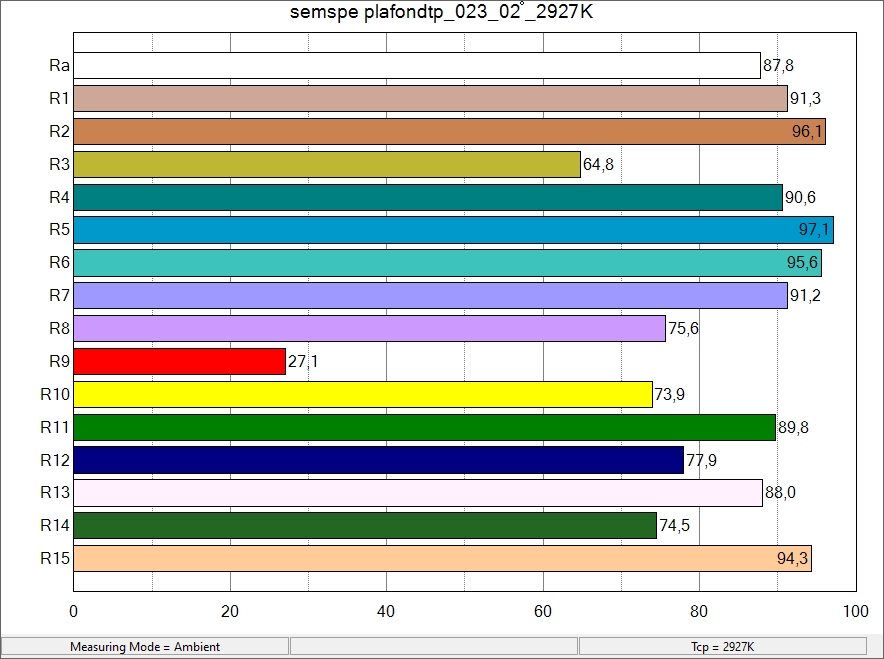 semspe plafondtp_023_02°_2927K
Ra 87,8
R1 91,3
R2 96,1
R3 64,8
R4 90,6
R5 97,1
R6 95,6
R7 91,2
R8 75,6
R9 27,1
R10 73,9
R11 89,8
R12 77,9
R13 88,0
R14 74,5
R15 94,3
0 20 40 60 80 100
Measuring Mode = Ambient Tcp = 2927K